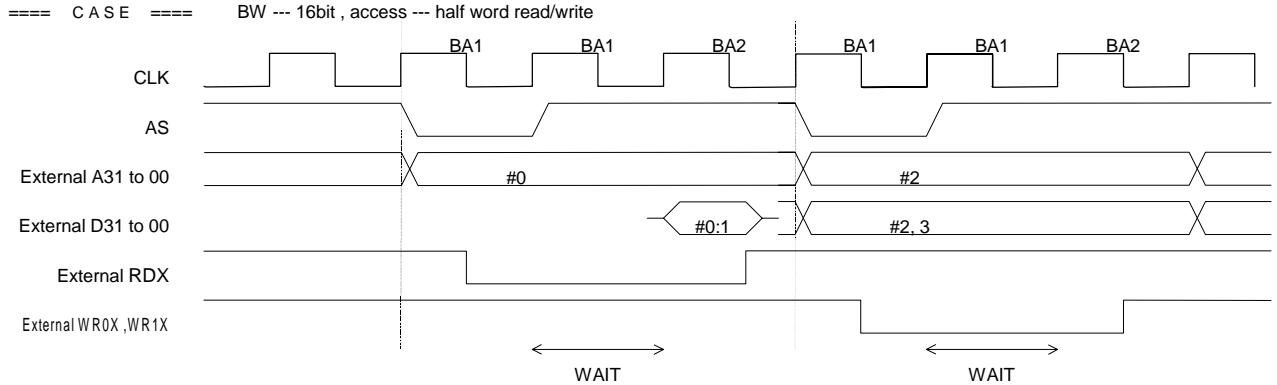 ==== CASE ==== BW --- 16bit , access --- half word read/write
BA1 BA1 BA2 BA1 BA1 BA2
CLK
AS
External A31 to 00 #0 #2
External D31 to 00 #0:1 #2, 3
External RDX
External WR0X ,WR1X
WAIT WAIT